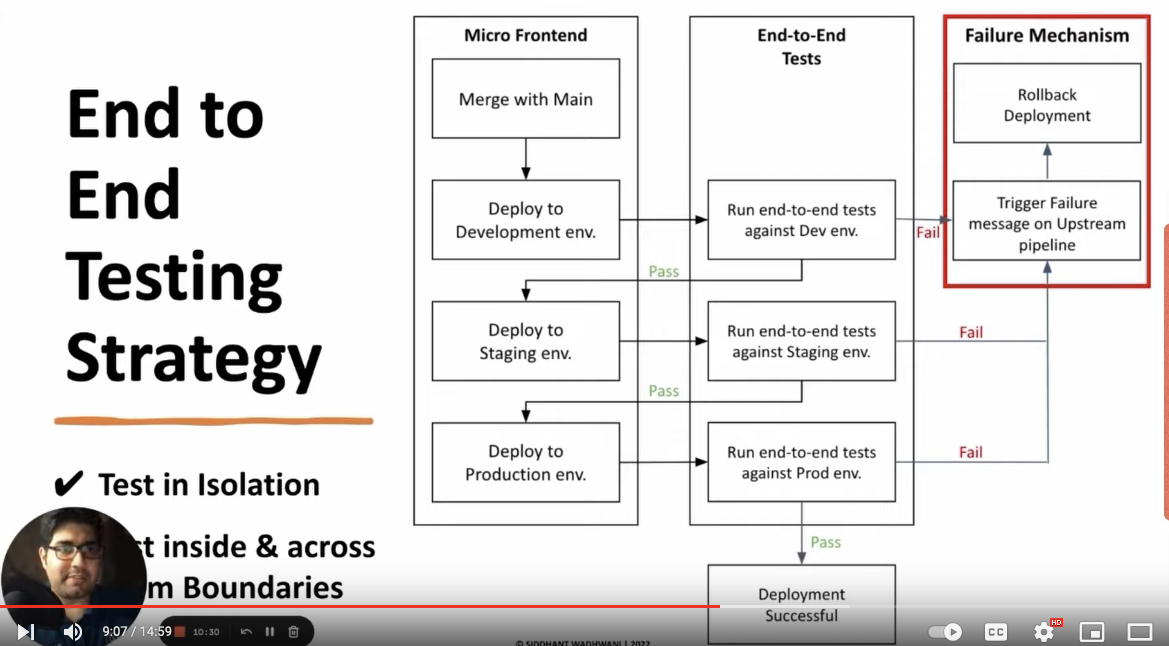 End to
End
Testing
Strategy
✔ Test in Isolation
st inside & across
m Boundaries
Micro Frontend
Merge with Main
Deploy to
Development env.
Deploy to
Staging env.
Deploy to
Production env.
End-to-End
Tests
Run end-to-end tests
against Dev env.
Run end-to-end tests
against Staging env.
Run end-to-end tests
against Prod env.
Pass
Pass
Pass
Fail
Fail
Fail
Failure Mechanism
Rollback
Deployment
Trigger Failure
message on Upstream
pipeline
Deployment
Successful
9:07 / 14:59
10:30
CC
HD
© SIDDHANT WADHWANI | 2022